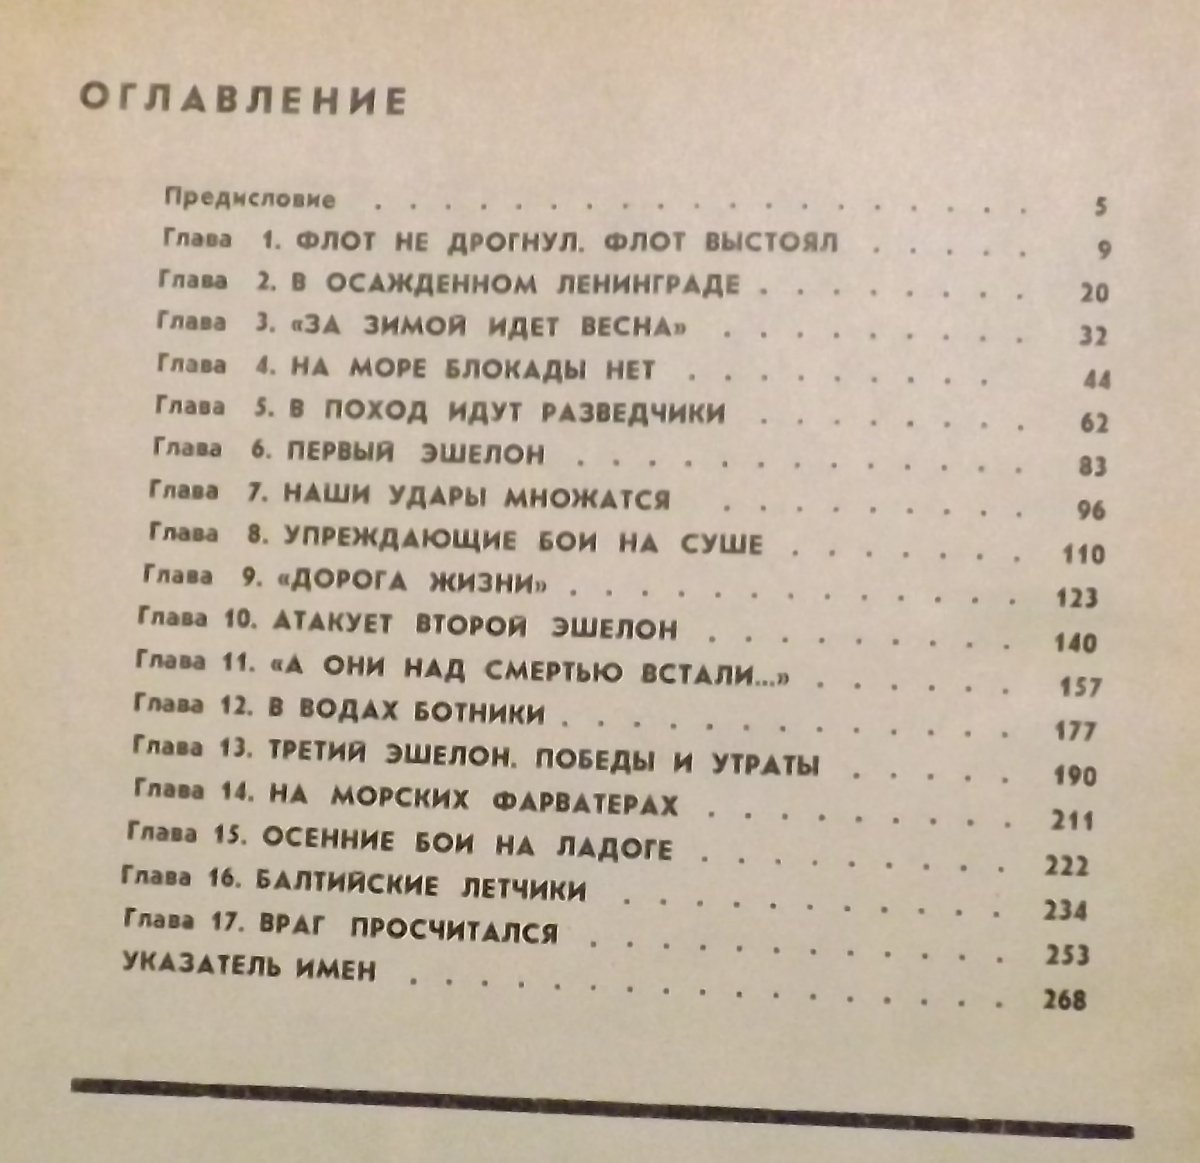 ОГЛАВЛЕНИЕ
Предисловие . . . . . . . . . . . . . . . . . . . 5
Глава 1. ФЛОТ НЕ ДРОГНУЛ. ФЛОТ ВЫСТОЯЛ . . . . . 9
Глава 2. В ОСАЖДЕННОМ ЛЕНИНГРАДЕ . . . . . . . . 20
Глава 3. «ЗА ЗИМОЙ ИДЕТ ВЕСНА» . . . . . . . . . 32
Глава 4. НА МОРЕ БЛОКАДЫ НЕТ . . . . . . . . . 44
Глава 5. В ПОХОД ИДУТ РАЗВЕДЧИКИ . . . . . . . . 62
Глава 6. ПЕРВЫЙ ЭШЕЛОН . . . . . . . . . . . . . 83
Глава 7. НАШИ УДАРЫ МНОЖАТСЯ . . . . . . . . . 96
Глава 8. УПРЕЖДАЮЩИЕ БОИ НА СУШЕ . . . . . . . 110
Глава 9. «ДОРОГА ЖИЗНИ» . . . . . . . . . . . . . 123
Глава 10. АТАКУЕТ ВТОРОЙ ЭШЕЛОН . . . . . . . . . 140
Глава 11. «А ОНИ НАД СМЕРТЬЮ ВСТАЛИ...» . . . . . . 157
Глава 12. В ВОДАХ БОТНИКИ . . . . . . . . . . . . . 177
Глава 13. ТРЕТИЙ ЭШЕЛОН. ПОБЕДЫ И УТРАТЫ . . . . . 190
Глава 14. НА МОРСКИХ ФАРВАТЕРАХ . . . . . . . . . 211
Глава 15. ОСЕННИЕ БОИ НА ЛАДОГЕ . . . . . . . . . 222
Глава 16. БАЛТИЙСКИЕ ЛЕТЧИКИ . . . . . . . . . . . 234
Глава 17. ВРАГ ПРОСЧИТАЛСЯ . . . . . . . . . . . . 253
УКАЗАТЕЛЬ ИМЕН . . . . . . . . . . . . . . . . . 268